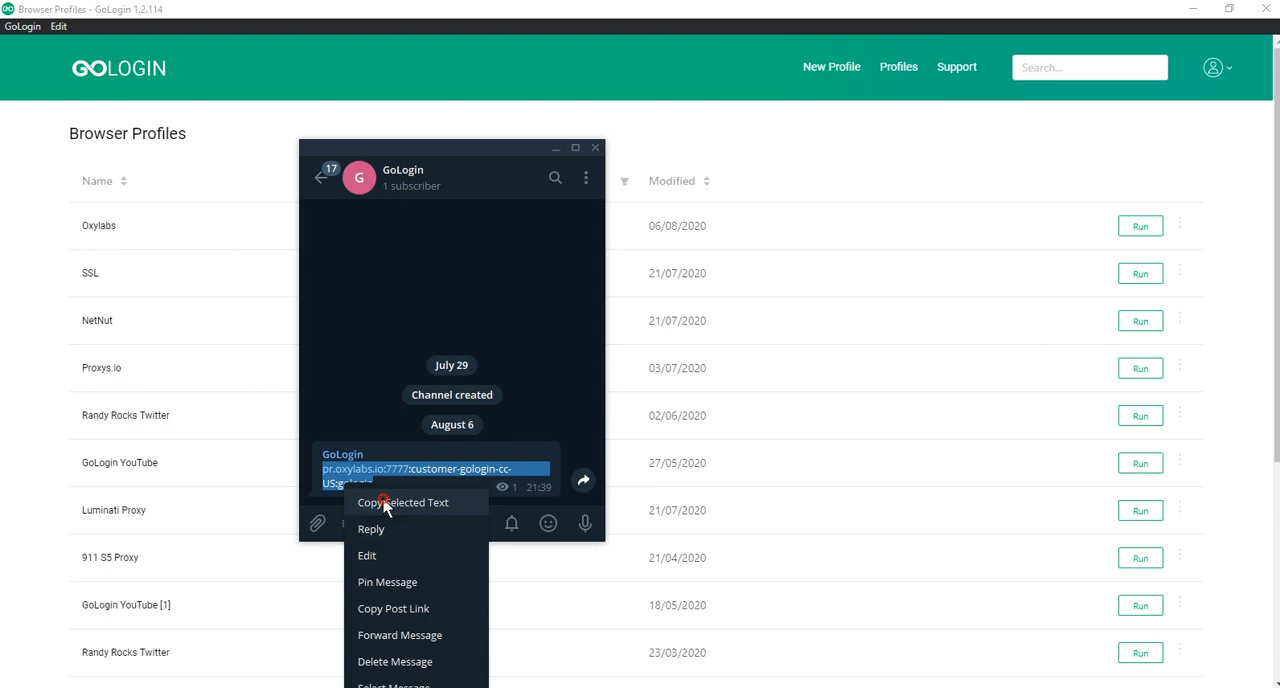 Browser Profiles - GoLogin 1.2.114
GoLogin Edit
GOLOGIN
New Profile Profiles Support Search...
Browser Profiles
Name Modified
Oxylabs 06/08/2020 Run
SSL 21/07/2020 Run
NetNut 21/07/2020 Run
Proxys.io 03/07/2020 Run
Randy Rocks Twitter 02/06/2020 Run
GoLogin YouTube 27/05/2020 Run
Luminati Proxy 21/07/2020 Run
911 S5 Proxy 21/04/2020 Run
GoLogin YouTube [1] 18/05/2020 Run
Randy Rocks Twitter 23/03/2020 Run
17
G
GoLogin
1 subscriber
July 29
Channel created
August 6
GoLogin
pr.oxylabs.io:7777:customer-gologin-cc-
US:gologin
1 21:39
Copy Selected Text
Reply
Edit
Pin Message
Copy Post Link
Forward Message
Delete Message
Select Message